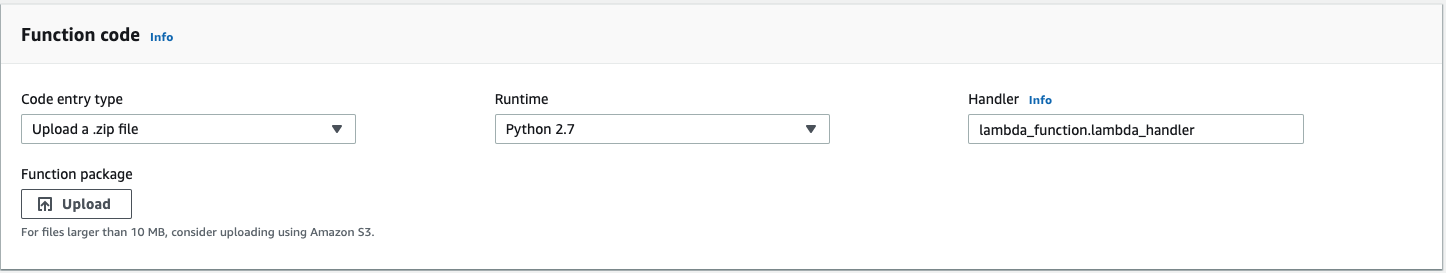 Function code Info
Code entry type
Runtime
Handler Info
Upload a .zip file
Python 2.7
lambda_function.lambda_handler
Function package
Upload
For files larger than 10 MB, consider uploading using Amazon S3.